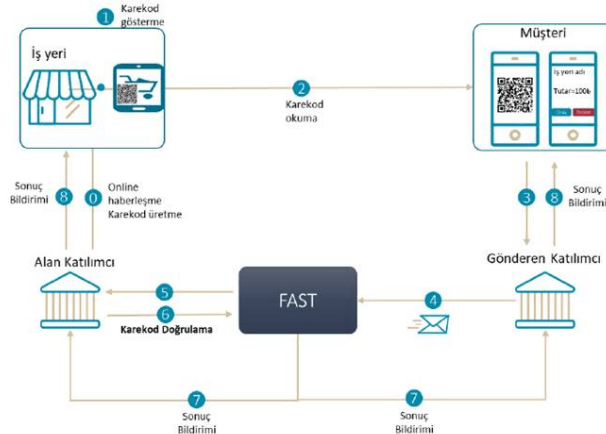 1
Karekod
gösterme
İş yeri
2
Karekod
okuma
Müşteri
İş yeri adı
Tutar=100₺
Sonuç
Bildirimi
8
0
Online
haberleşme
Karekod üretme
3
8
Sonuç
Bildirimi
Alan Katılımcı
Gönderen Katılımcı
5
6
Karekod Doğrulama
FAST
4
7
Sonuç
Bildirimi
7
Sonuç
Bildirimi